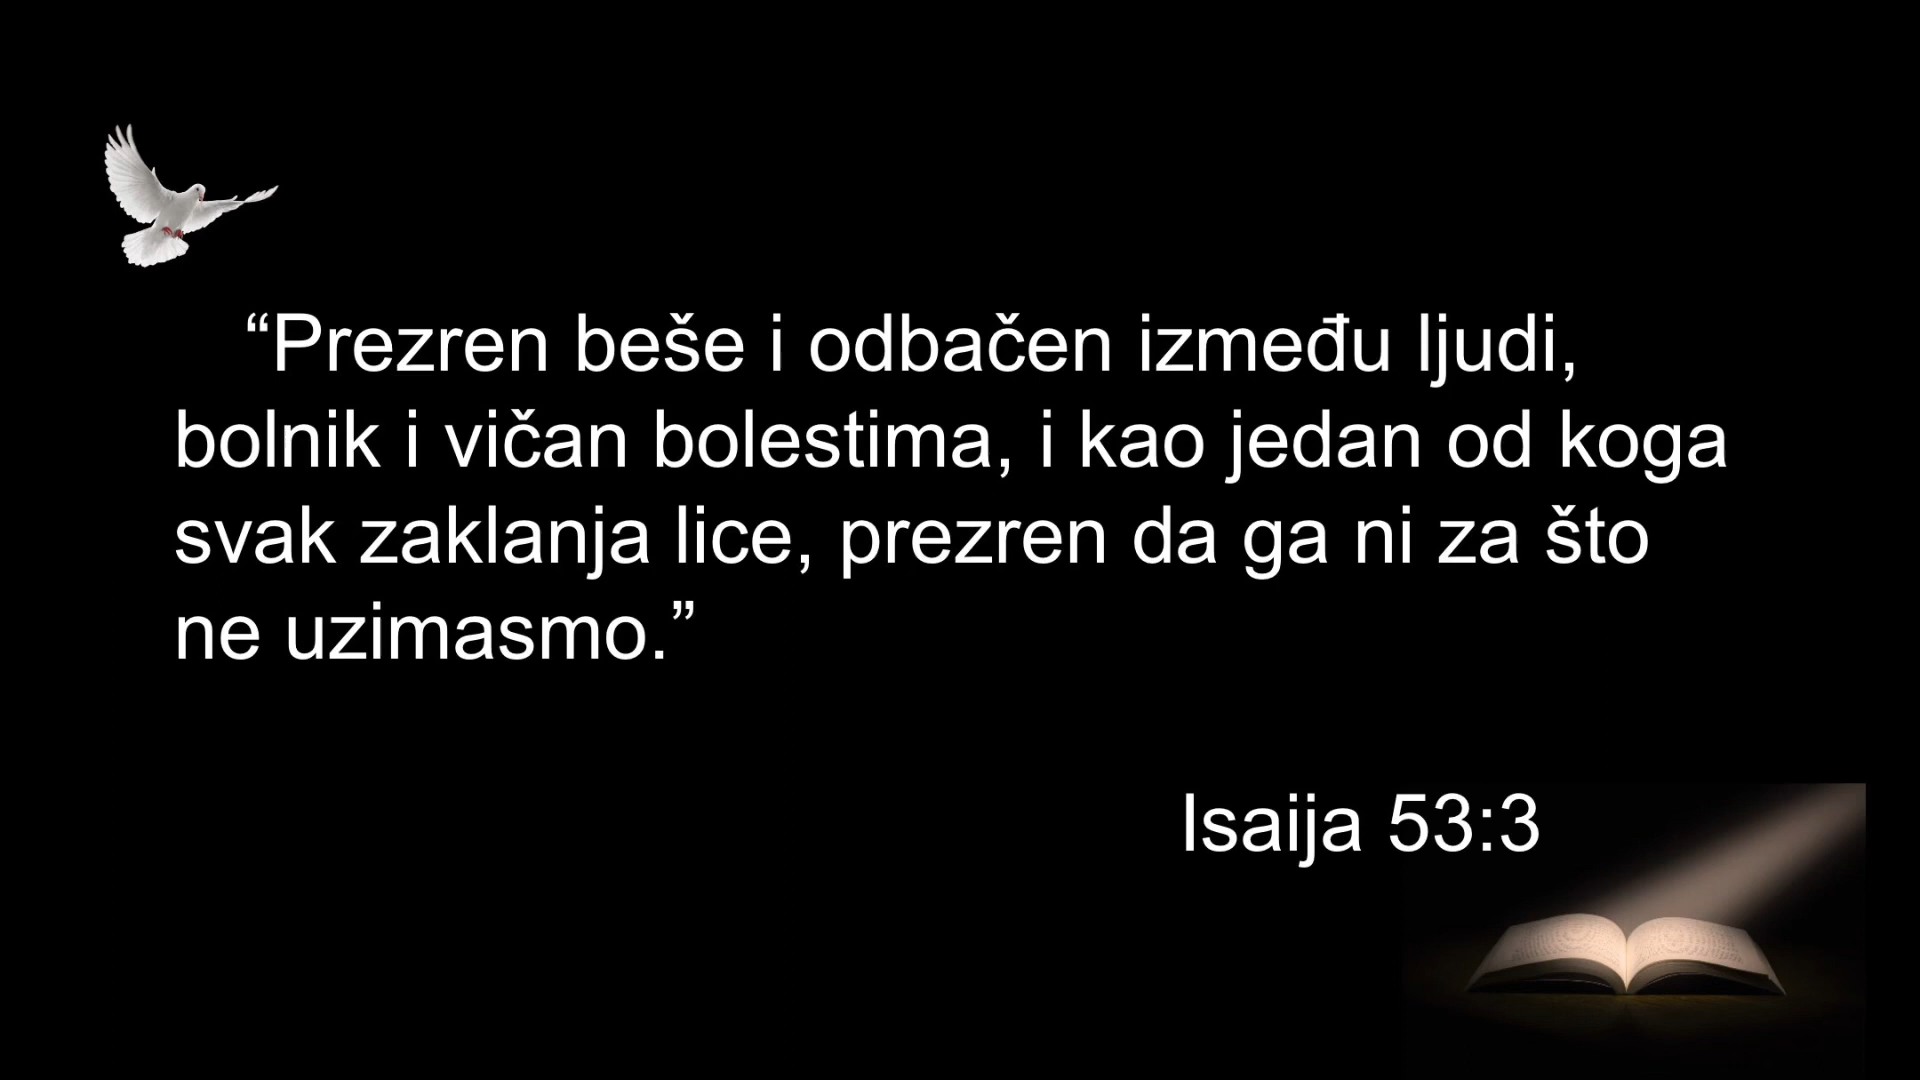 “Prezren beše i odbačen između ljudi,
bolnik i vičan bolestima, i kao jedan od koga
svak zaklanja lice, prezren da ga ni za što
ne uzimasmo.”
Isaija 53:3